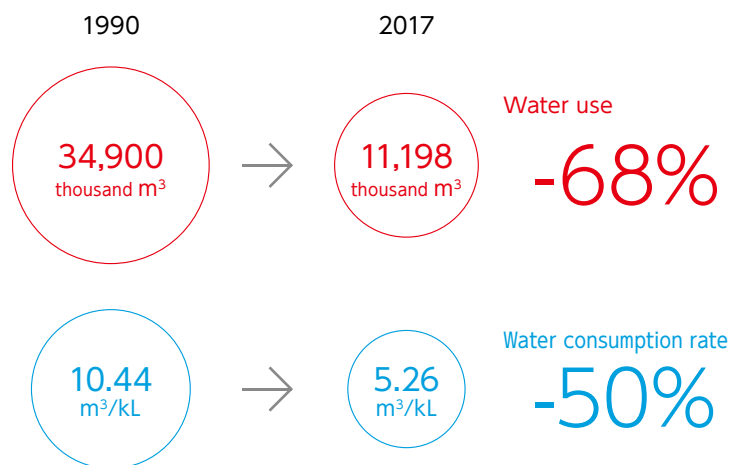 1990
2017
34,900
thousand m³
11,198
thousand m³
Water use
-68%
10.44
m³/kL
5.26
m³/kL
Water consumption rate
-50%